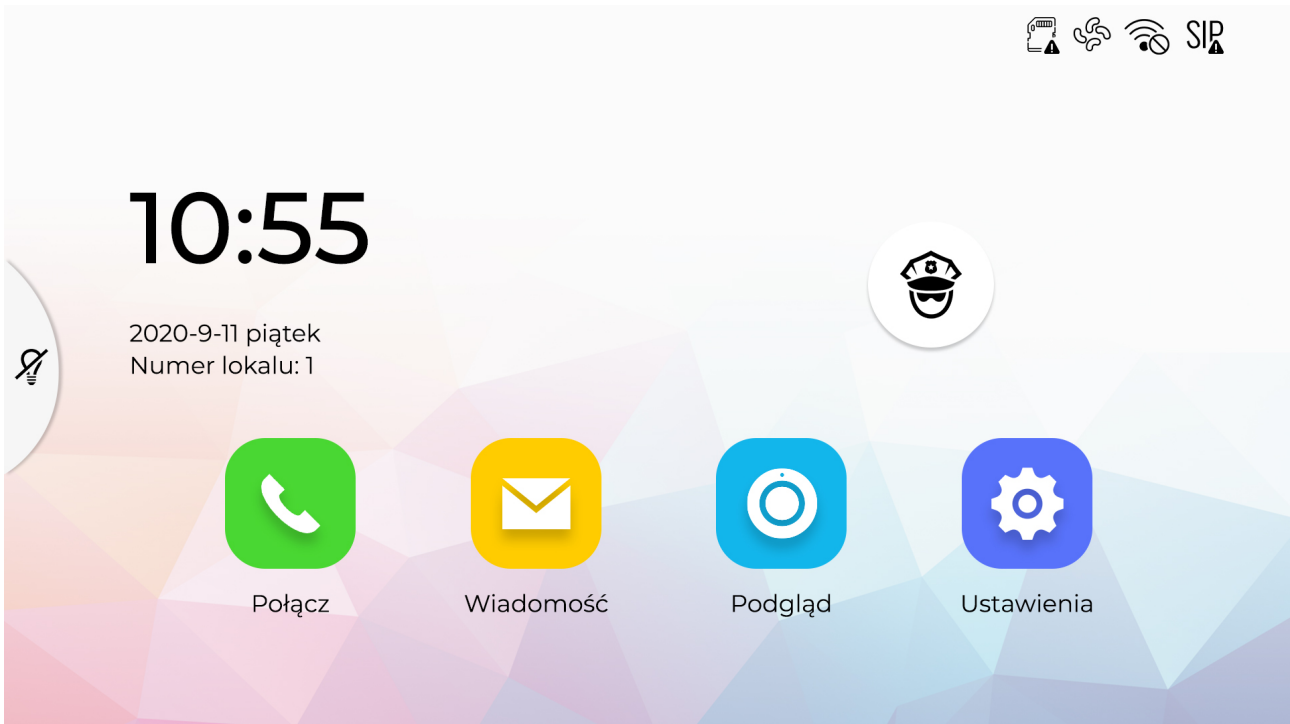 SIP
10:55
2020-9-11 piątek
Numer lokalu: 1
Połącz
Wiadomość
Podgląd
Ustawienia